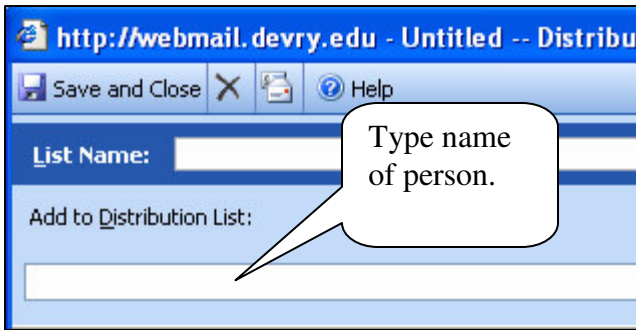 http://webmail.devry.edu - Untitled -- Distribu
Save and Close Help
List Name:
Type name
of person.
Add to Distribution List: